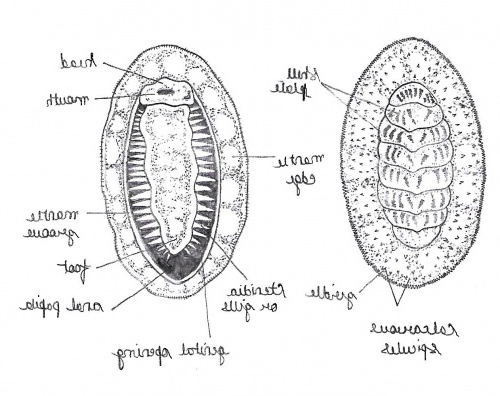 head
mouth
mantle
groove
foot
anal papilla
genital opening
ctenidia
or gills
mantle
edge
shell
plate
girdle
calcareous
spicules